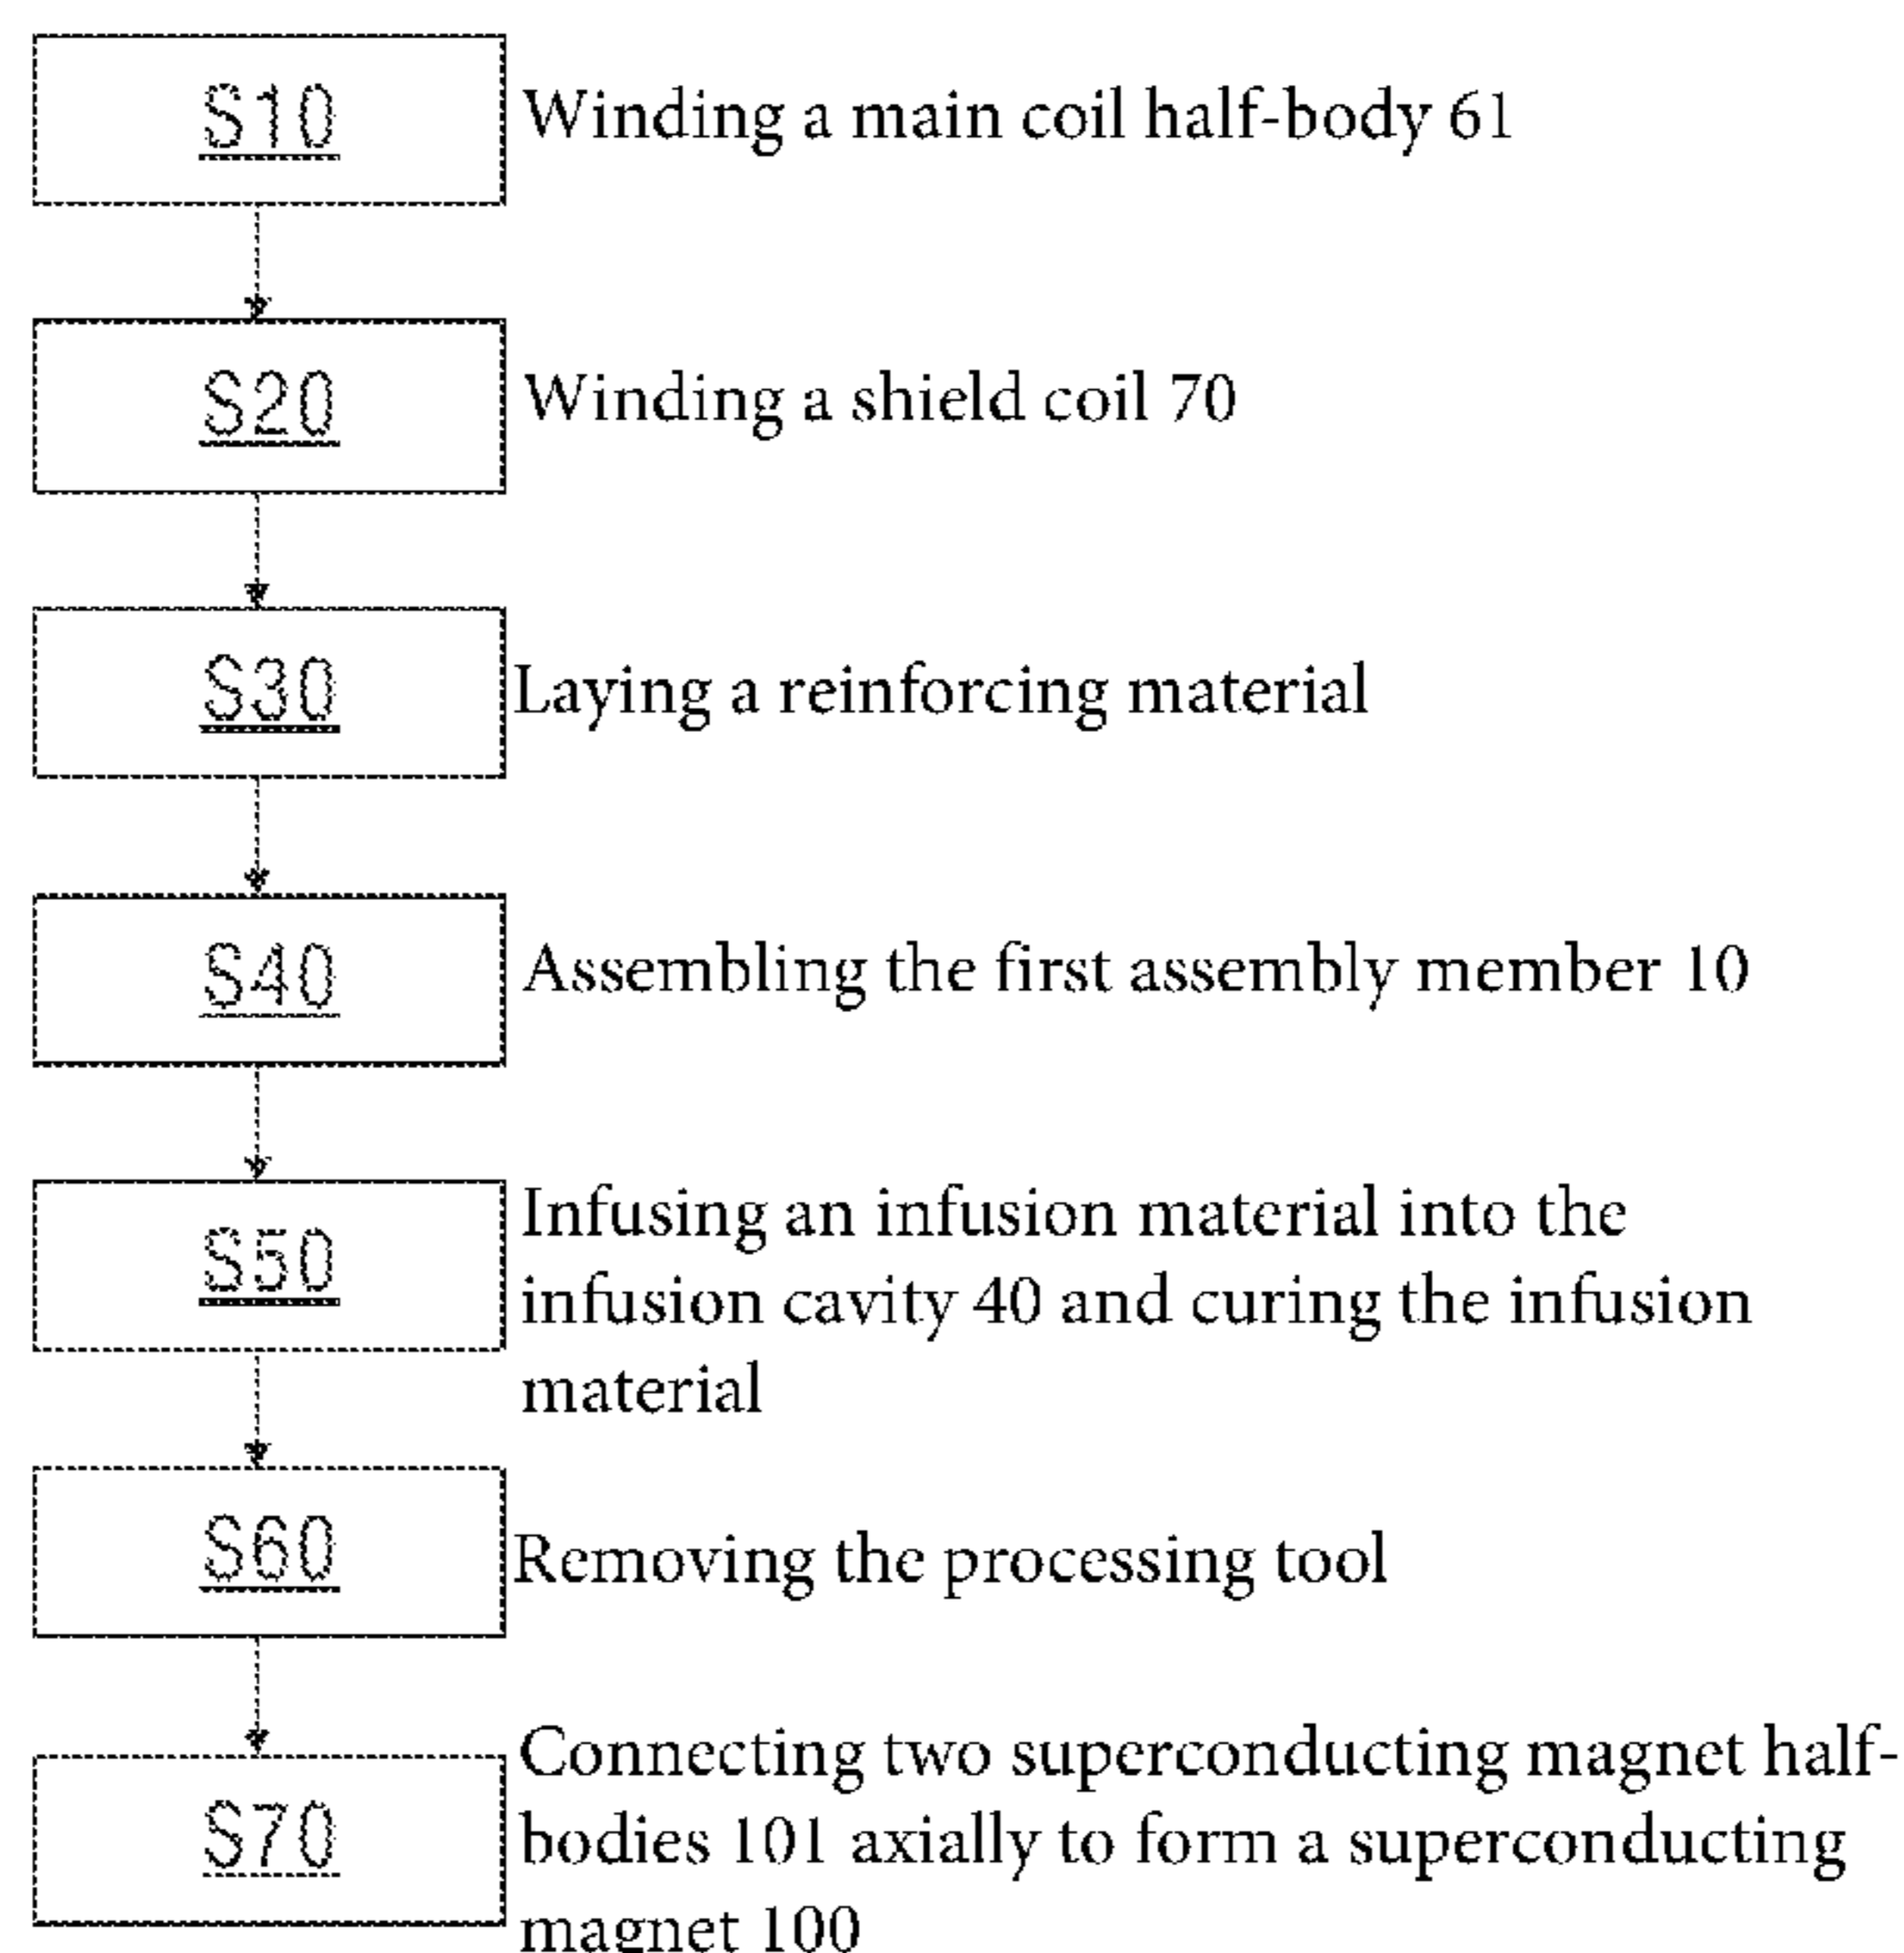 S10 Winding a main coil half-body 61
S20 Winding a shield coil 70
S30 Laying a reinforcing material
S40 Assembling the first assembly member 10
S50 Infusing an infusion material into the
infusion cavity 40 and curing the infusion
material
S60 Removing the processing tool
S70 Connecting two superconducting magnet half-
bodies 101 axially to form a superconducting
magnet 100